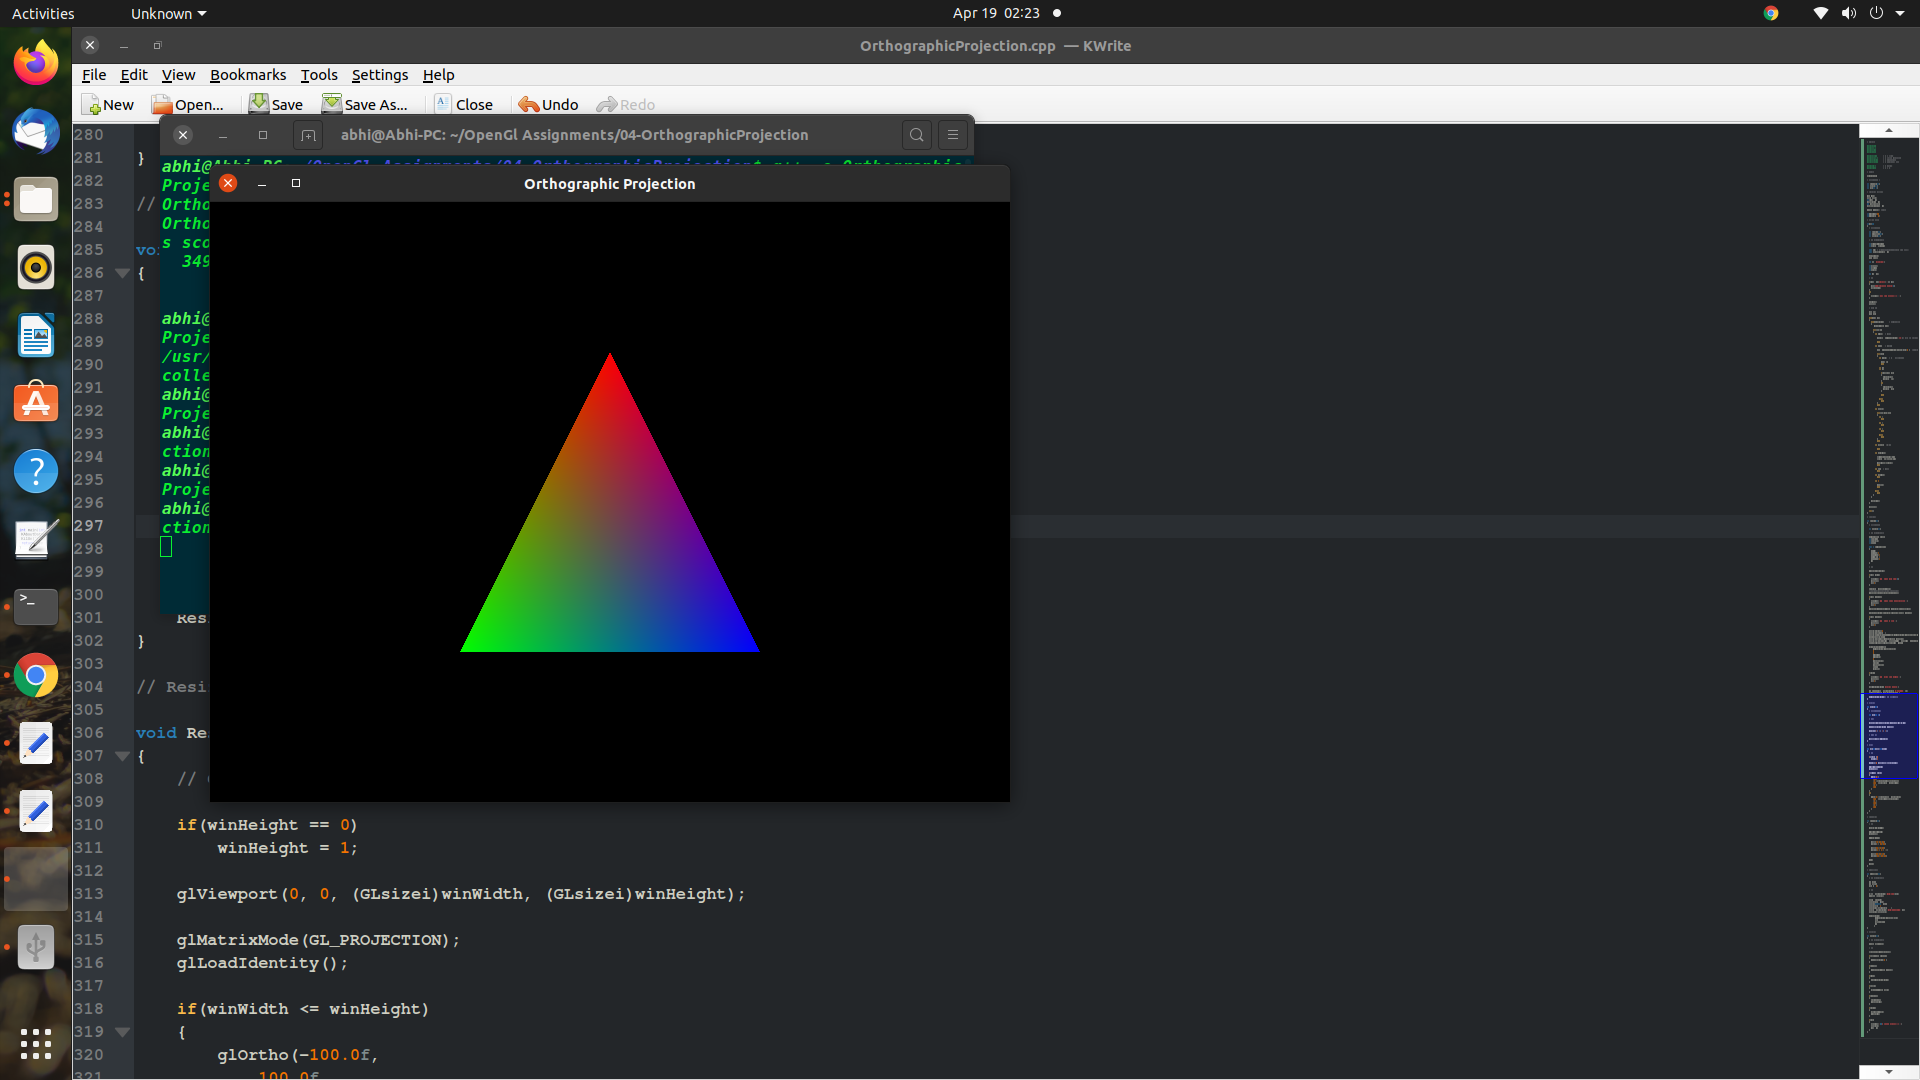 Activities
Unknown
Apr 19 02:23
OrthographicProjection.cpp — KWrite
File Edit View Bookmarks Tools Settings Help
New Open... Save Save As... Close Undo Redo
abhi@Abhi-PC: ~/OpenGl Assignments/04-OrthographicProjection
Orthographic Projection
abhi@
Proje
Ortho
Ortho
s sco
349
abhi@
Proje
/usr/
colle
abhi@
Proje
abhi@
ction
abhi@
Proje
abhi@
ction
280
281 }
282
283 //
284
285 voi
286 {
287
288
289
290
291
292
293
294
295
296
297
298
299
300
301 Res
302 }
303
304 // Resi
305
306 void Re
307 {
308 //
309
310 if(winHeight == 0)
311 winHeight = 1;
312
313 glViewport(0, 0, (GLsizei)winWidth, (GLsizei)winHeight);
314
315 glMatrixMode(GL_PROJECTION);
316 glLoadIdentity();
317
318 if(winWidth <= winHeight)
319 {
320 glOrtho(-100.0f,
321 100.0f